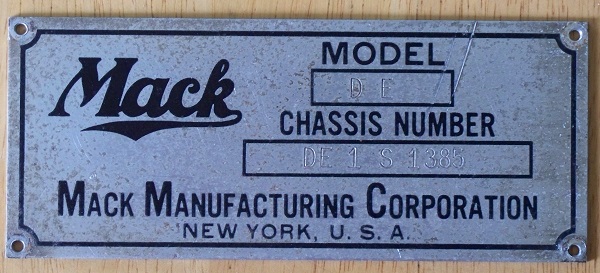 Mack
MODEL
DE
CHASSIS NUMBER
DE 1 S 1385
MACK MANUFACTURING CORPORATION
NEW YORK, U. S. A.